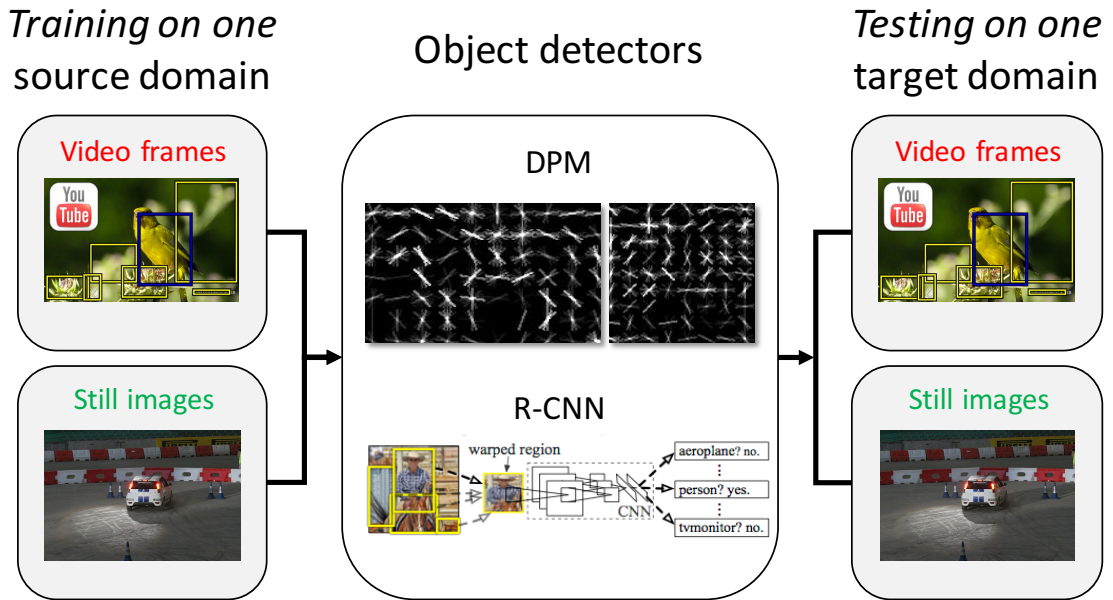 Training on one
source domain
Video frames
You
Tube
Still images
Object detectors
DPM
R-CNN
warped region
CNN
aeroplane? no.
person? yes.
tvmonitor? no.
Testing on one
target domain
Video frames
You
Tube
Still images